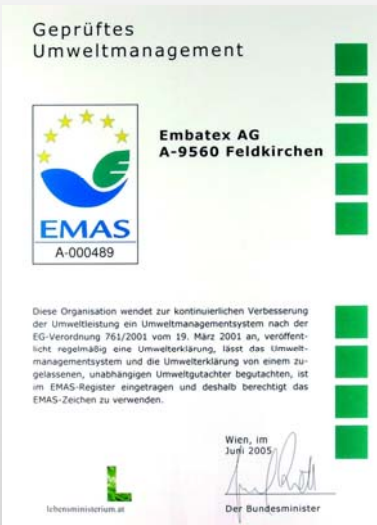 Geprüftes
Umweltmanagement
Embatex AG
A-9560 Feldkirchen
EMAS
A-000489
Diese Organisation wendet zur kontinuierlichen Verbesserung
der Umweltleistung ein Umweltmanagementsystem nach der
EG-Verordnung 761/2001 vom 19. März 2001 an, veröffent-
licht regelmäßig eine Umwelterklärung, lässt das Umwelt-
managementsystem und die Umwelterklärung von einem zu-
gelassenen, unabhängigen Umweltgutachter begutachten, ist
im EMAS-Register eingetragen und deshalb berechtigt das
EMAS-Zeichen zu verwenden.
Wien, im
Juni 2005
lebensministerium.at
Der Bundesminister